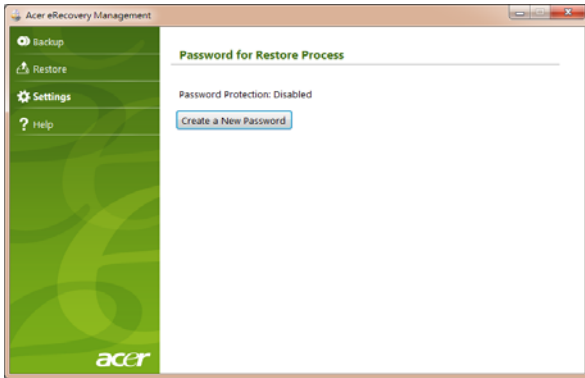 Acer eRecovery Management
Backup
Restore
Settings
? Help
Password for Restore Process
Password Protection: Disabled
Create a New Password
acer